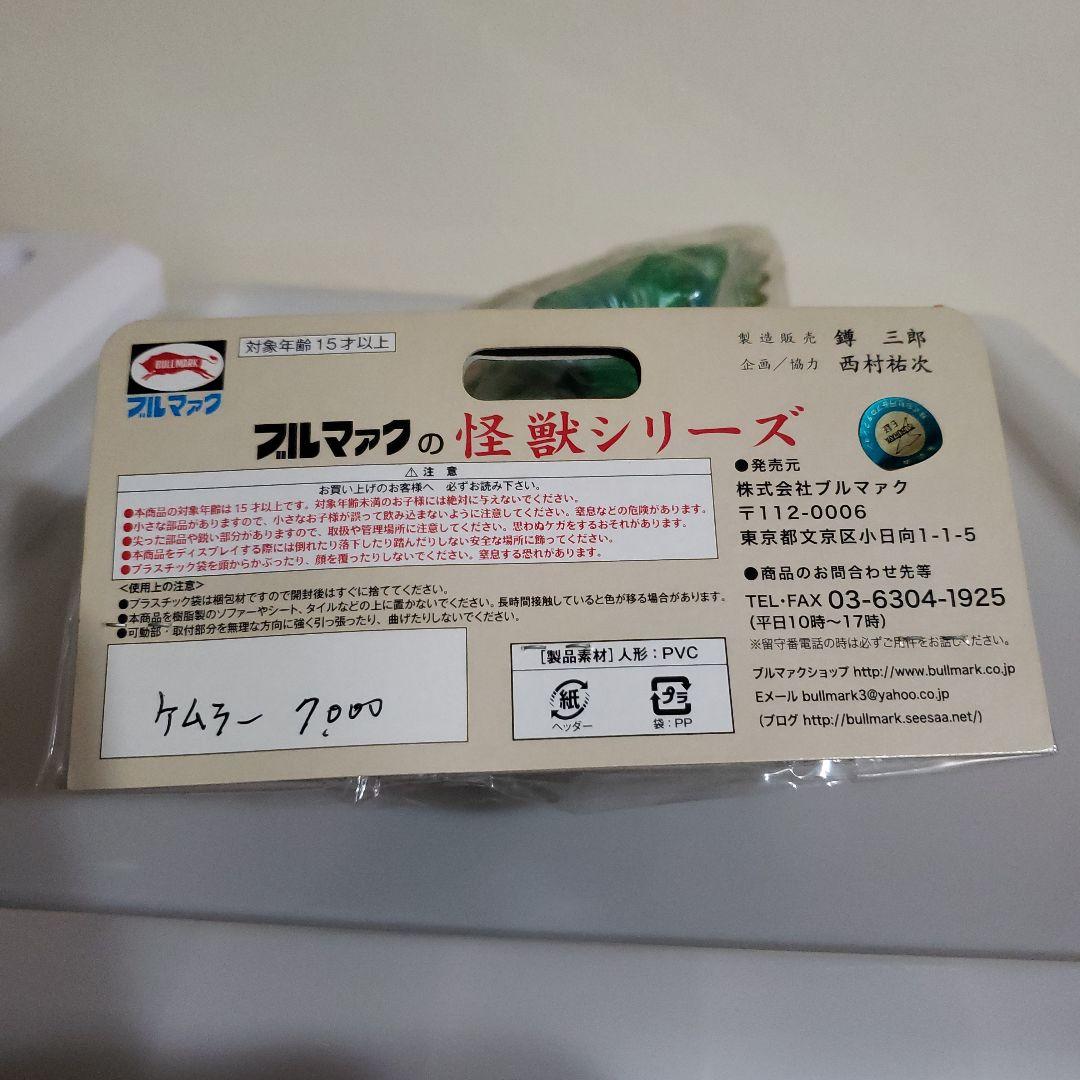 BULLMARK
ブルマァク
対象年齢15才以上
製造販売 鐏 三郎
企画／協力 西村祐次
ブルマァクの怪獣シリーズ
⚠注 意
お買い上げのお客様へ 必ずお読み下さい。
●本商品の対象年齢は15才以上です。対象年齢未満のお子様には絶対に与えないでください。
●小さな部品がありますので、小さなお子様が誤って飲み込まないように注意してください。窒息などの危険があります。
●尖った部品や鋭い部分がありますので、取扱や管理場所に注意してください。思わぬケガをするおそれがあります。
●本商品をディスプレイする際には倒れたり落下したり踏んだりしない安全な場所に飾ってください。
●プラスチック袋を頭からかぶったり、顔を覆ったりしないでください。窒息する恐れがあります。
＜使用上の注意＞
●プラスチック袋は梱包材ですので開封後はすぐに捨ててください。
●本商品を樹脂製のソファーやシート、タイルなどの上に置かないでください。長時間接触していると色が移る場合があります。
●可動部・取付部分を無理な方向に強く引っ張ったり、曲げたりしないでください。
ケムラー 7,000
［製品素材］人形：PVC
紙
ヘッダー
プラ
袋：PP
●発売元
株式会社ブルマァク
〒112-0006
東京都文京区小日向1-1-5
●商品のお問合わせ先等
TEL・FAX 03-6304-1925
(平日10時〜17時)
※留守番電話の時は必ずご用件をお話しください。
ブルマァクショップ http://www.bullmark.co.jp
Eメール bullmark3@yahoo.co.jp
(ブログ http://bullmark.seesaa.net/)